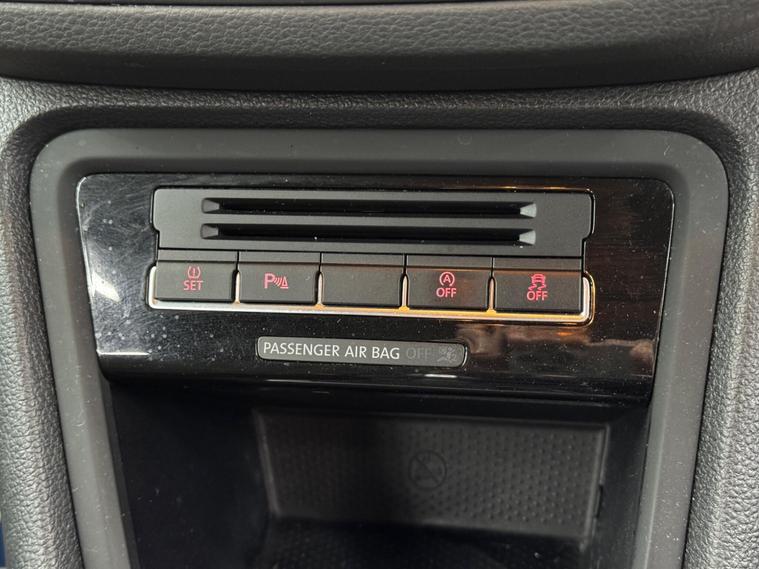 SET
P
A
OFF
OFF
PASSENGER AIR BAG OFF